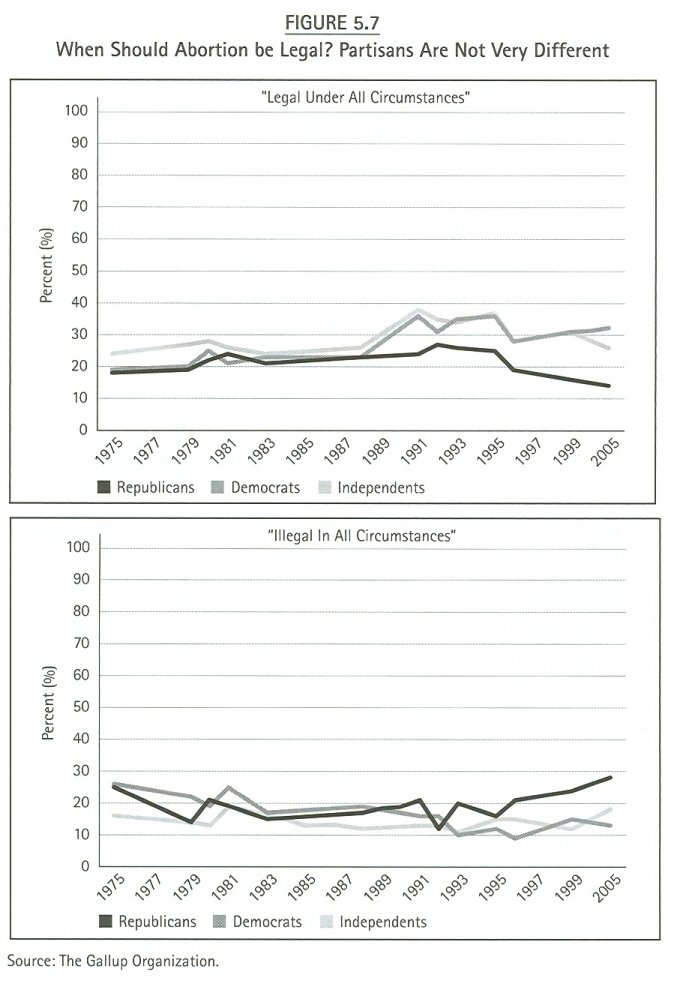 FIGURE 5.7
When Should Abortion be Legal? Partisans Are Not Very Different
"Legal Under All Circumstances"
100
90
80
70
60
50
40
30
20
10
0
Percent (%)
1975 1977 1979 1981 1983 1985 1987 1989 1991 1993 1995 1997 1999 2005
Republicans Democrats Independents
"Illegal In All Circumstances"
100
90
80
70
60
50
40
30
20
10
0
Percent (%)
1975 1977 1979 1981 1983 1985 1987 1989 1991 1993 1995 1997 1999 2005
Republicans Democrats Independents
Source: The Gallup Organization.